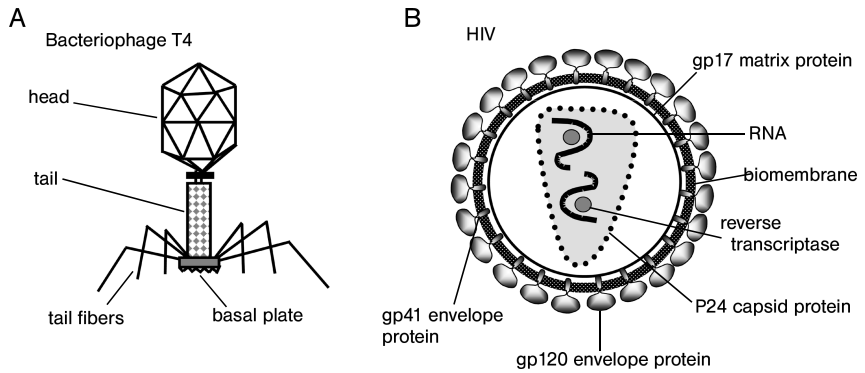 A
Bacteriophage T4
head
tail
tail fibers
basal plate
B
HIV
gp17 matrix protein
RNA
biomembrane
reverse
transcriptase
P24 capsid protein
gp41 envelope
protein
gp120 envelope protein